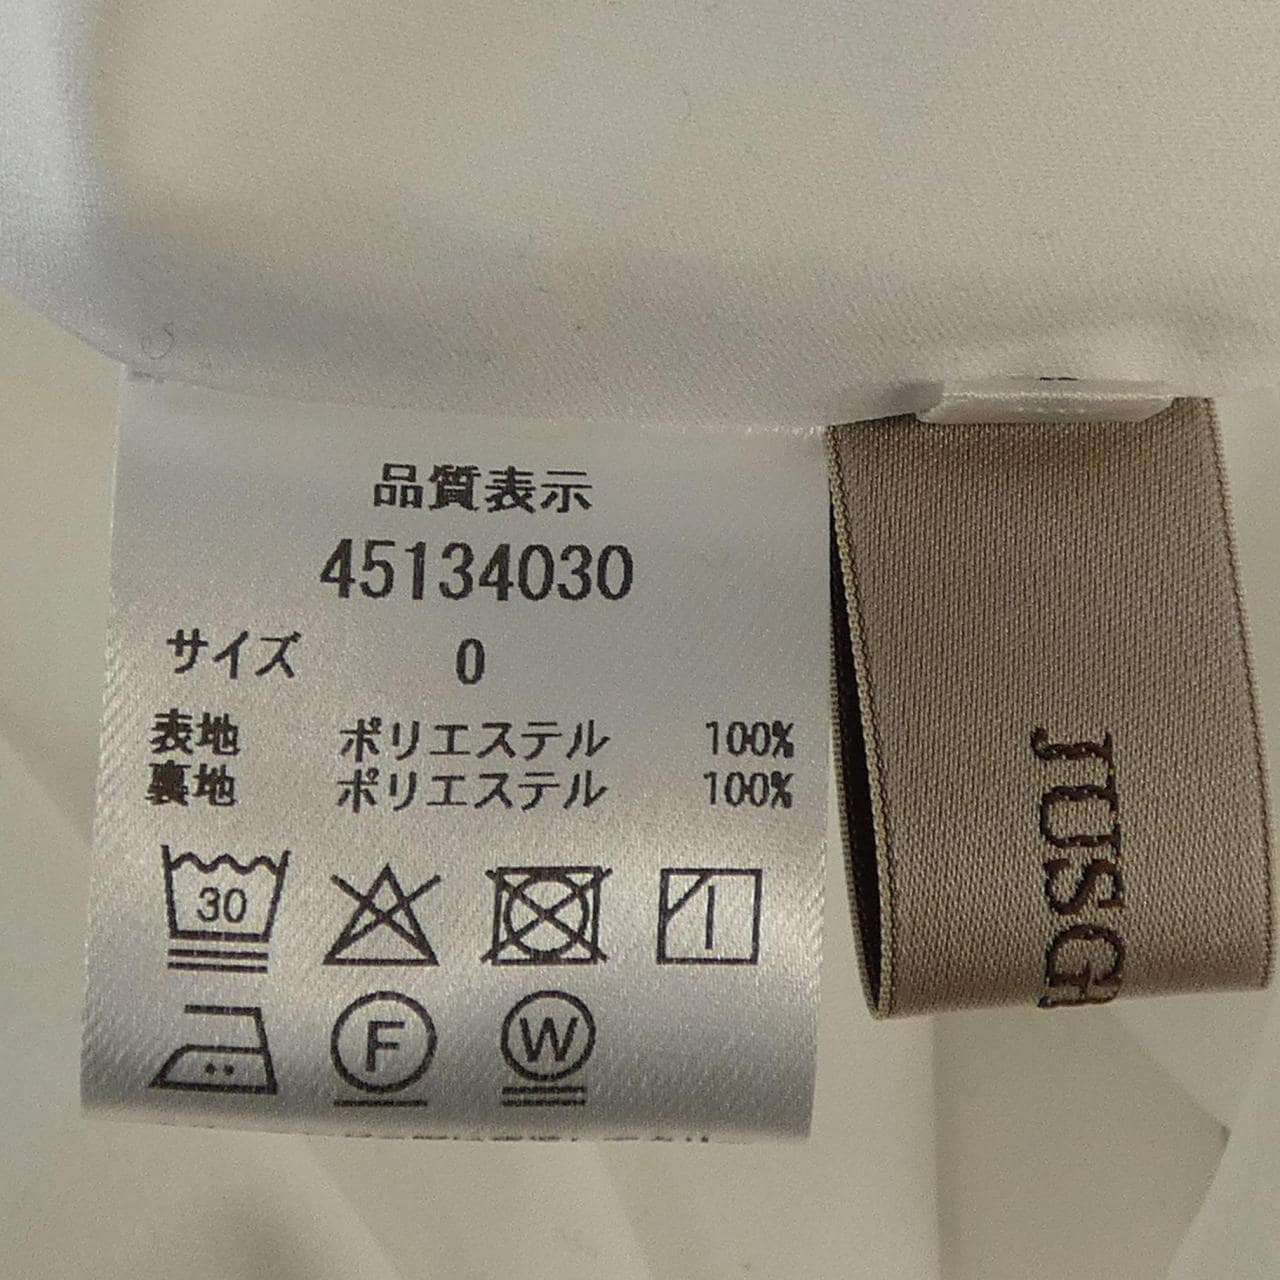 品質表示
45134030
サイズ 0
表地 ポリエステル 100%
裏地 ポリエステル 100%
30
F
W
JUSG